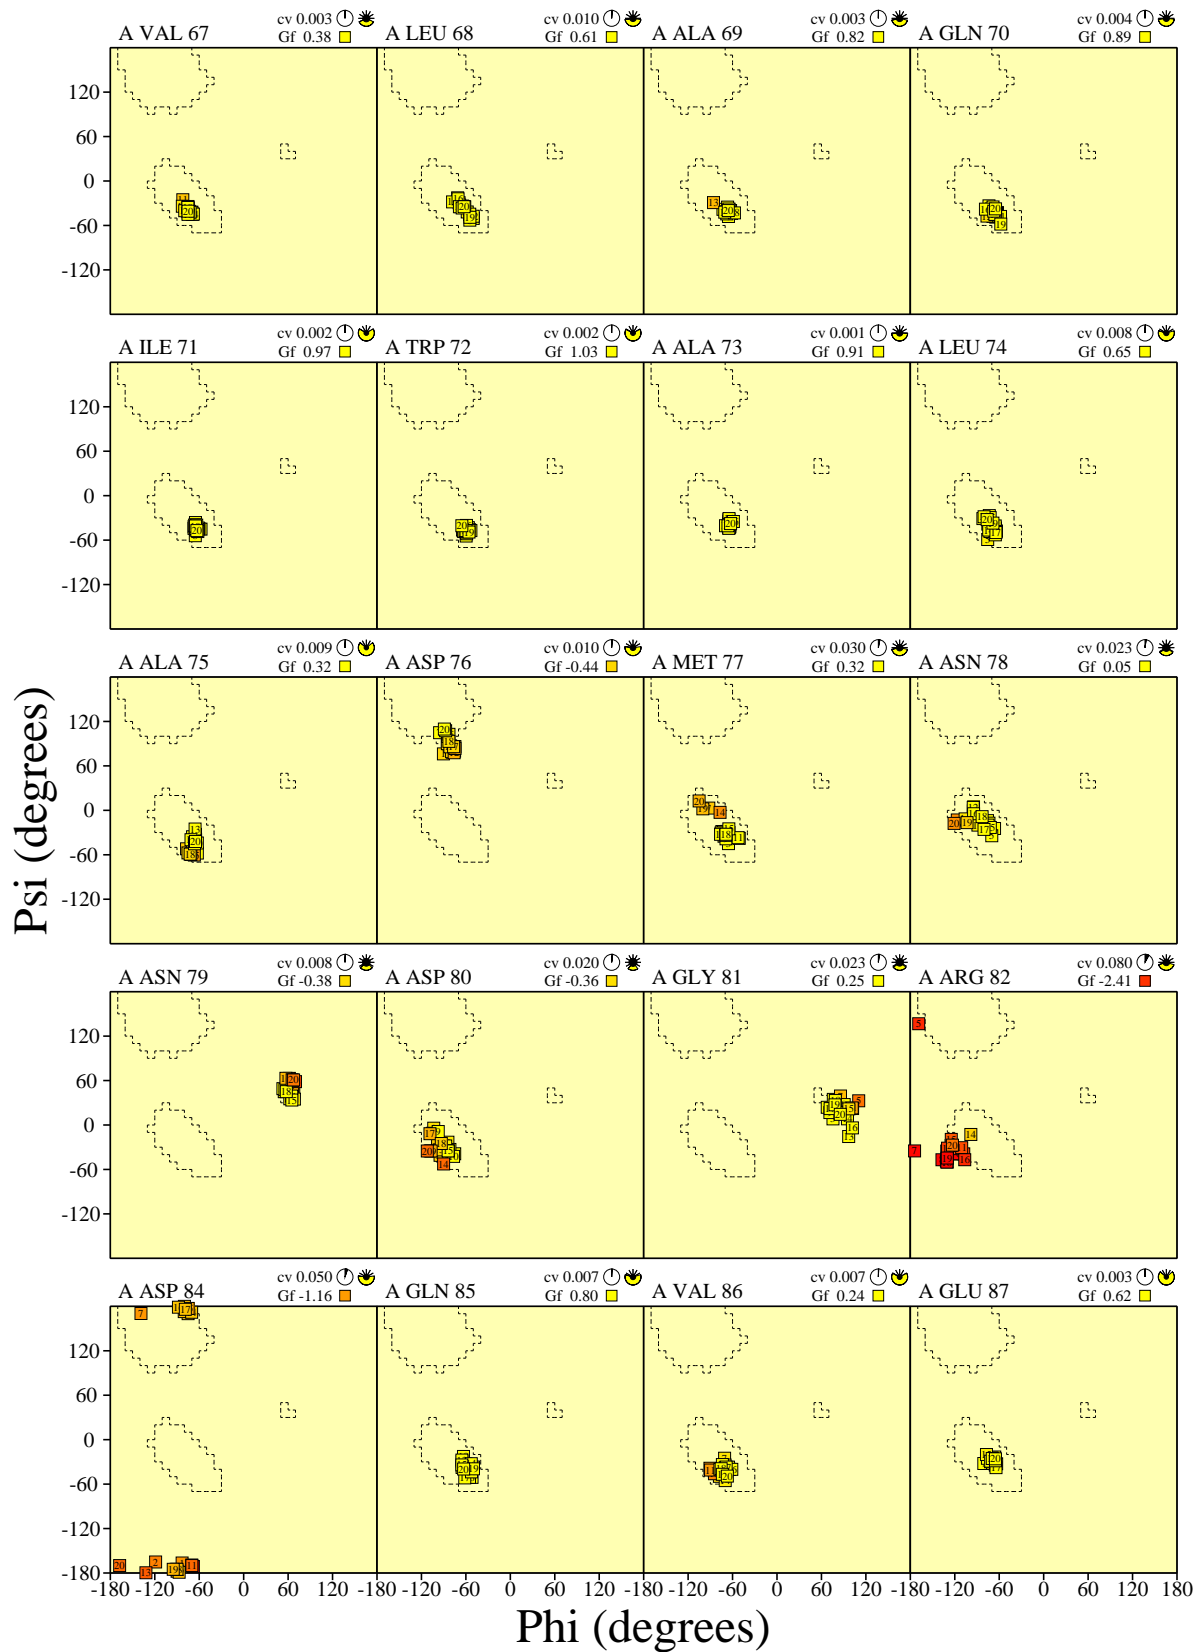 cv 0.003 cv 0.010 cv 0.003 cv 0.004
A VAL 67 Gf 0.38 A LEU 68 Gf 0.61 A ALA 69 Gf 0.82 A GLN 70 Gf 0.89
120
60
0
-60
-120
cv 0.002 cv 0.002 cv 0.001 cv 0.008
A ILE 71 Gf 0.97 A TRP 72 Gf 1.03 A ALA 73 Gf 0.91 A LEU 74 Gf 0.65
120
60
0
-60
-120
cv 0.009 cv 0.010 cv 0.030 cv 0.023
A ALA 75 Gf 0.32 A ASP 76 Gf -0.44 A MET 77 Gf 0.32 A ASN 78 Gf 0.05
120
60
0
-60
-120
Psi (degrees)
cv 0.008 cv 0.020 cv 0.023 cv 0.080
A ASN 79 Gf -0.38 A ASP 80 Gf -0.36 A GLY 81 Gf 0.25 A ARG 82 Gf -2.41
120
60
0
-60
-120
cv 0.050 cv 0.007 cv 0.007 cv 0.003
A ASP 84 Gf -1.16 A GLN 85 Gf 0.80 A VAL 86 Gf 0.24 A GLU 87 Gf 0.62
120
60
0
-60
-120
-180
-180 -120 -60 0 60 120 -180 -120 -60 0 60 120 -180 -120 -60 0 60 120 -180 -120 -60 0 60 120 180
Phi (degrees)